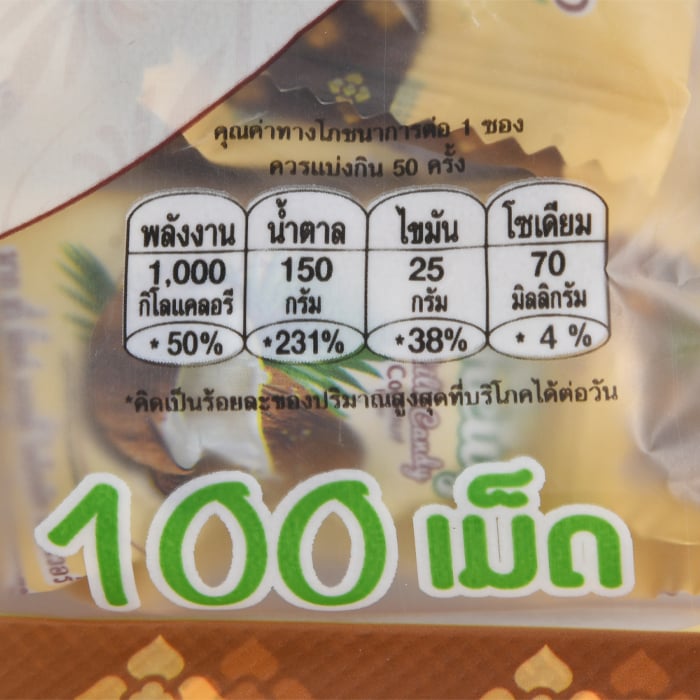 คุณค่าทางโภชนาการต่อ 1 ซอง
ควรแบ่งกิน 50 ครั้ง
พลังงาน น้ำตาล ไขมัน โซเดียม
1,000 150 25 70
กิโลแคลอรี กรัม กรัม มิลลิกรัม
*50% *231% *38% * 4 %
*คิดเป็นร้อยละของปริมาณสูงสุดที่บริโภคได้ต่อวัน
100 เม็ด